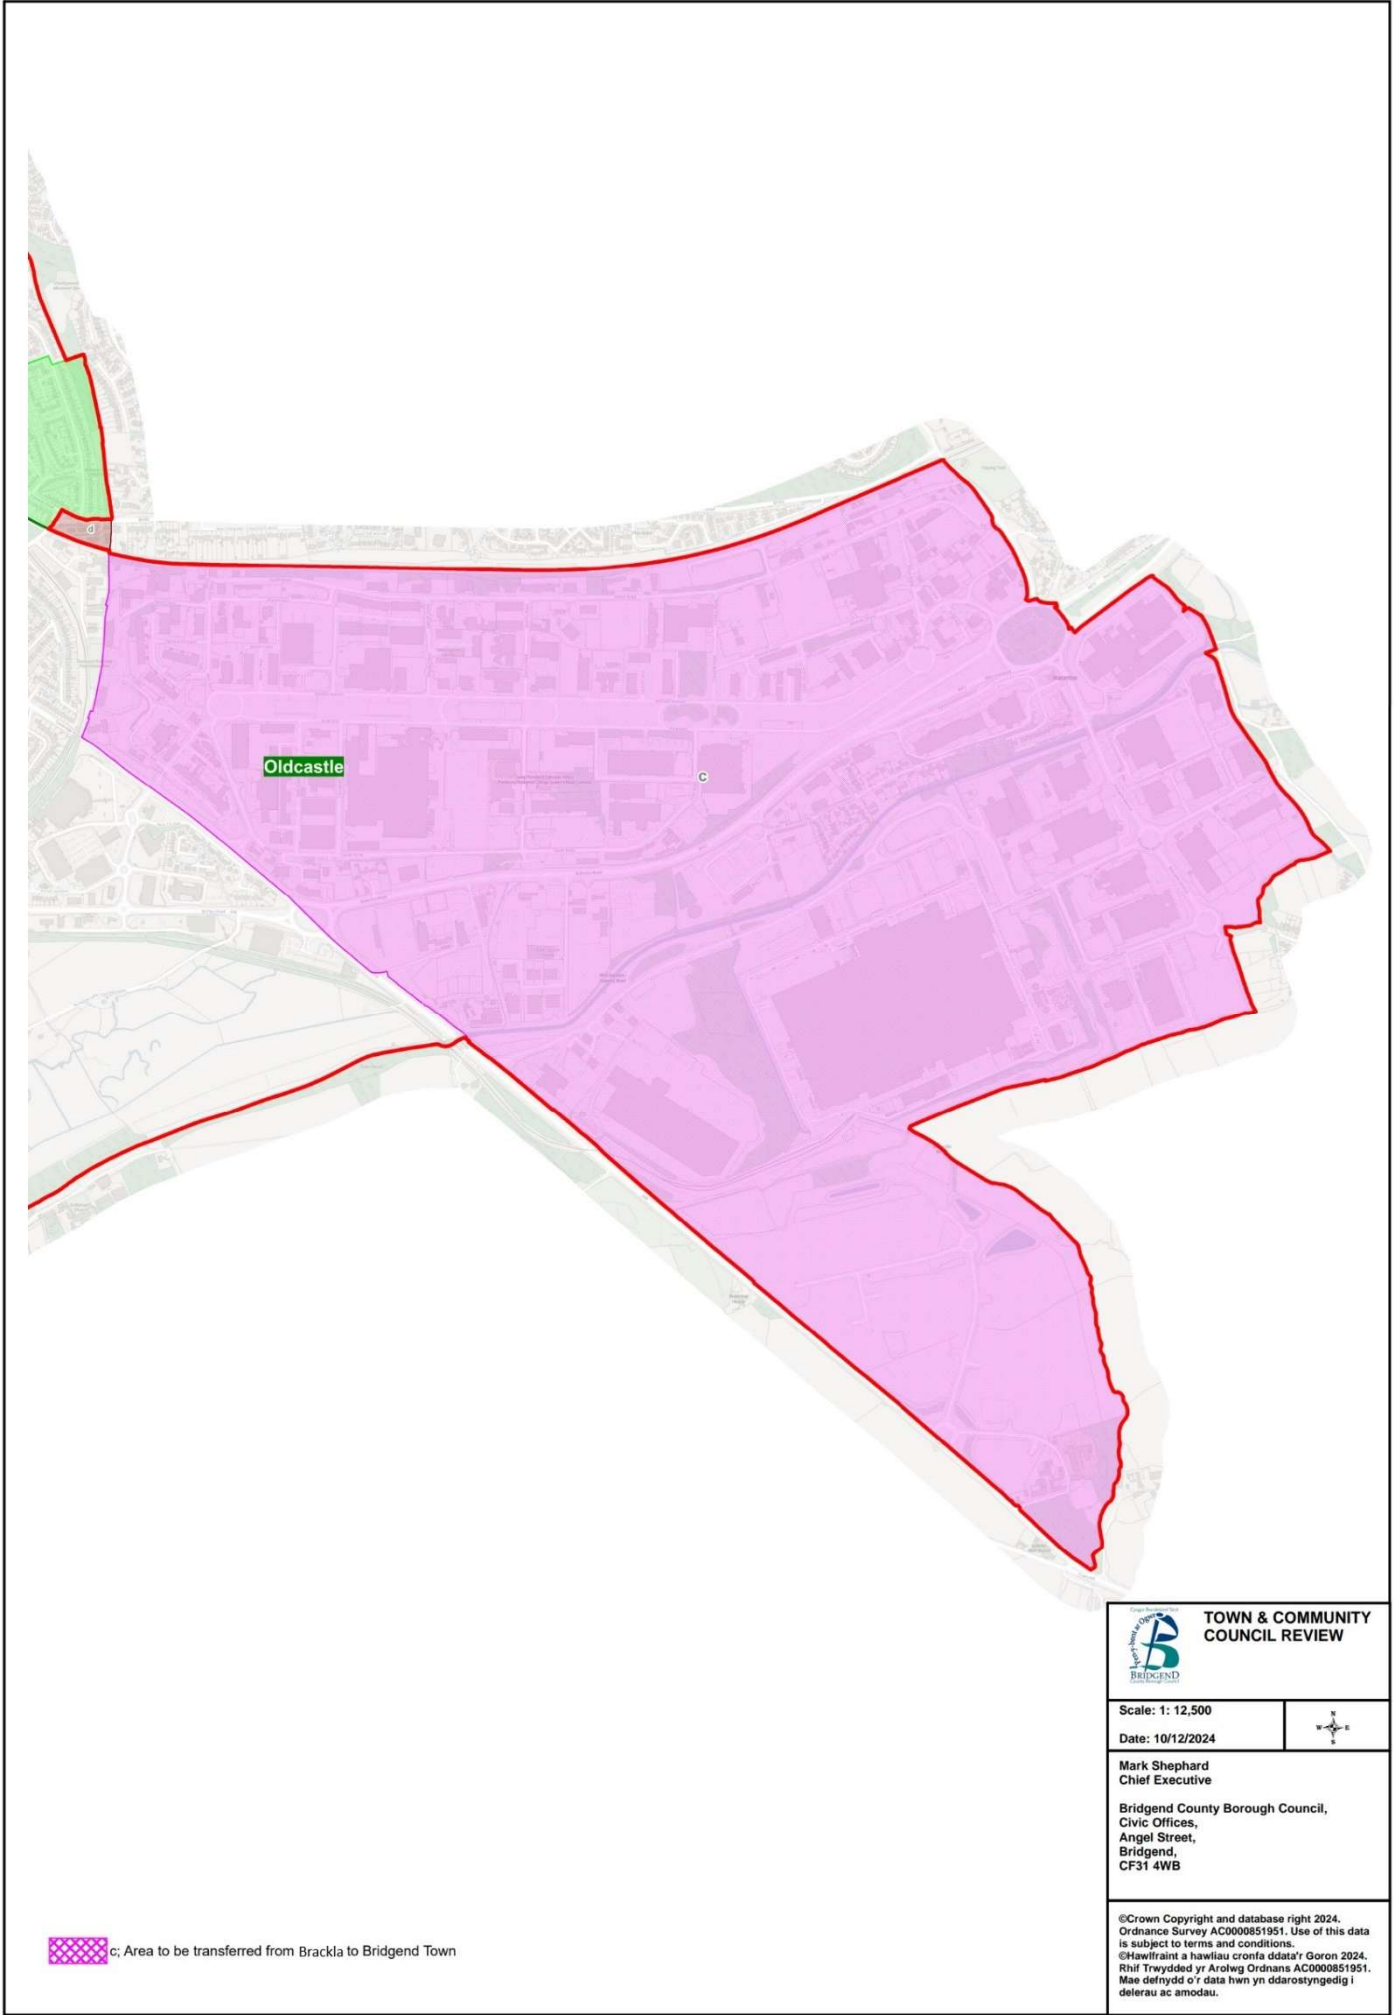 d
Oldcastle
c
TOWN & COMMUNITY
COUNCIL REVIEW
BRIDGEND
County Borough Council
Scale: 1: 12,500
Date: 10/12/2024
N
W E
S
Mark Shephard
Chief Executive
Bridgend County Borough Council,
Civic Offices,
Angel Street,
Bridgend,
CF31 4WB
©Crown Copyright and database right 2024.
Ordnance Survey AC0000851951. Use of this data
is subject to terms and conditions.
©Hawlfraint a hawliau cronfa ddata'r Goron 2024.
Rhif Trwydded yr Arolwg Ordnans AC0000851951.
Mae defnydd o'r data hwn yn ddarostyngedig i
delerau ac amodau.
c; Area to be transferred from Brackla to Bridgend Town